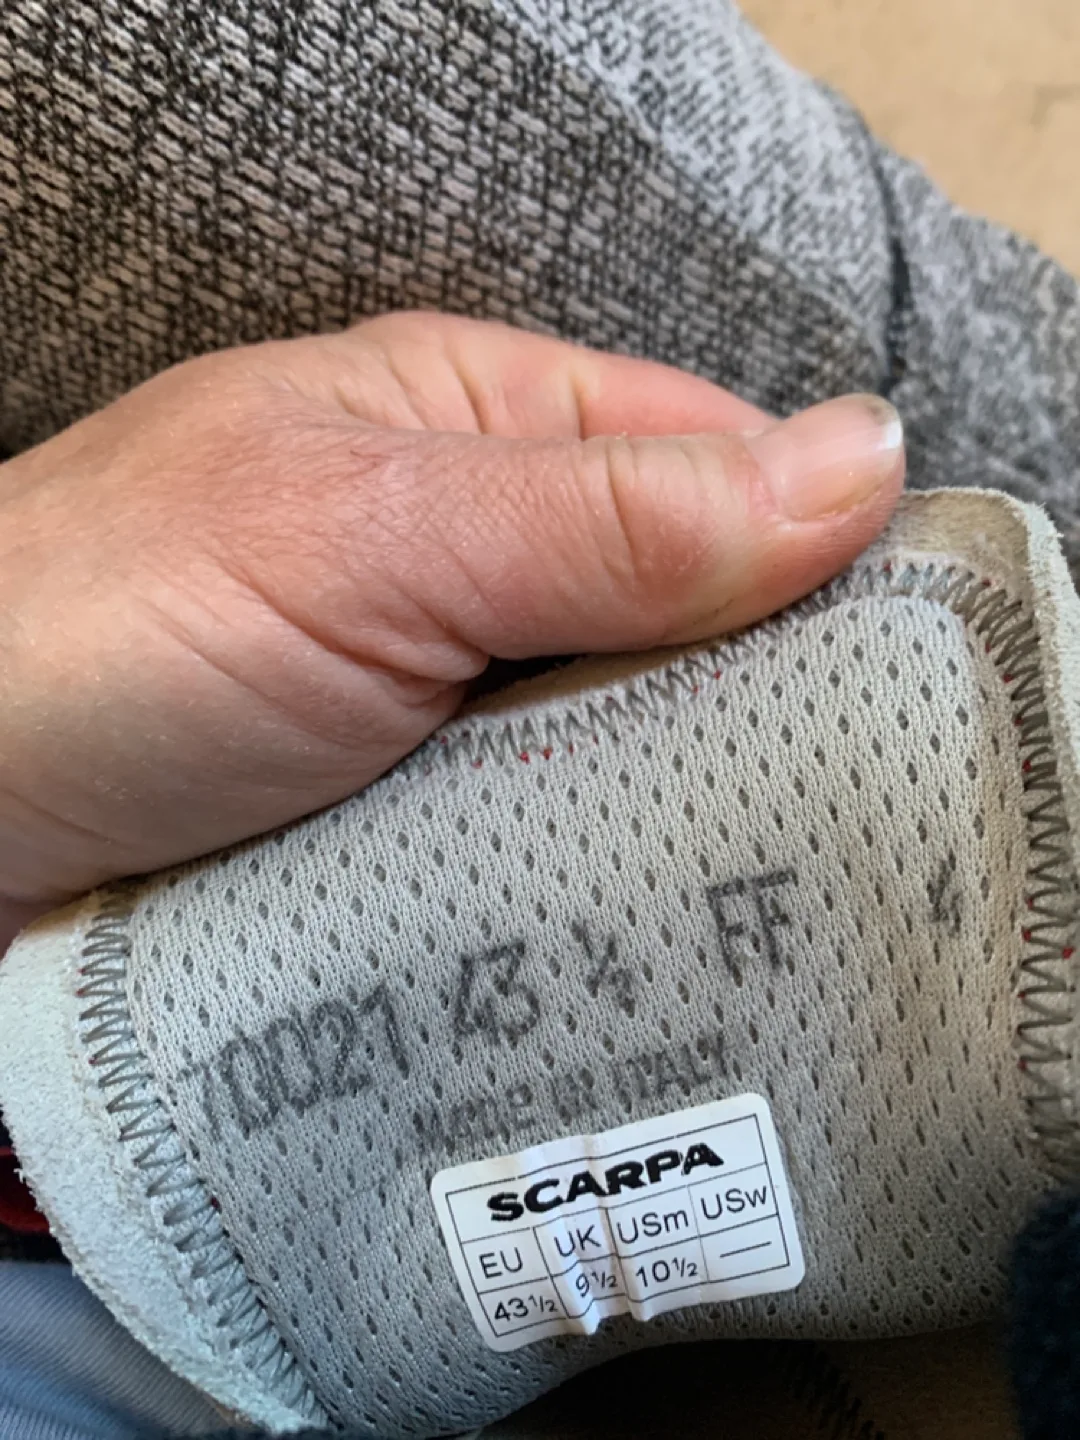 70021 43 ½ FF 4
MADE IN ITALY
SCARPA
EU UK USm USw
43½ 9½ 10½ —